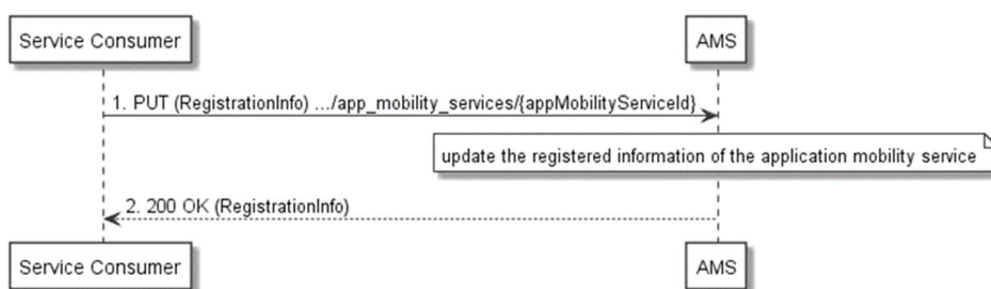 Service Consumer
AMS
1. PUT (RegistrationInfo) .../app_mobility_services/{appMobilityServiceId}
update the registered information of the application mobility service
2. 200 OK (RegistrationInfo)
Service Consumer
AMS